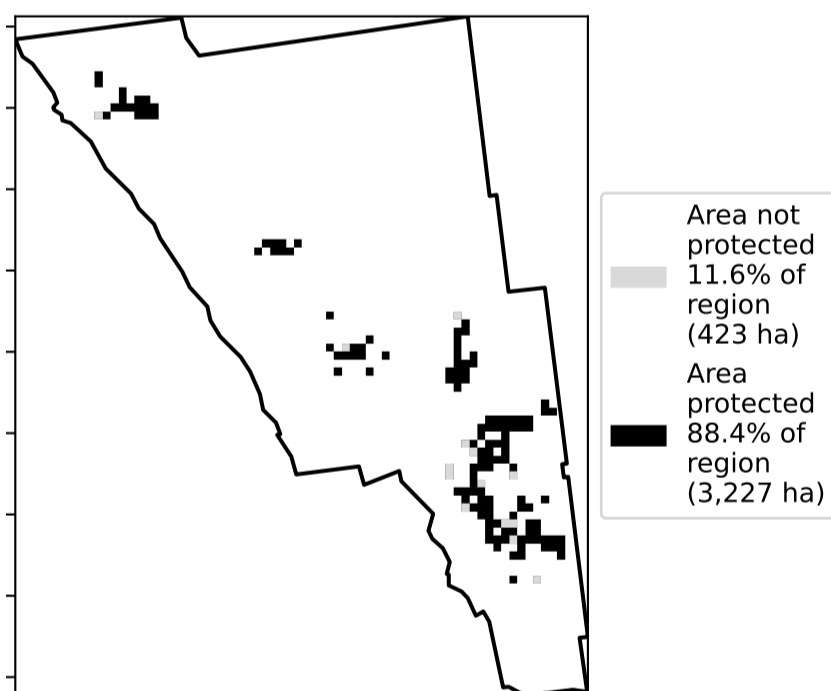 Area not
protected
11.6% of
region
(423 ha)
Area
protected
88.4% of
region
(3,227 ha)